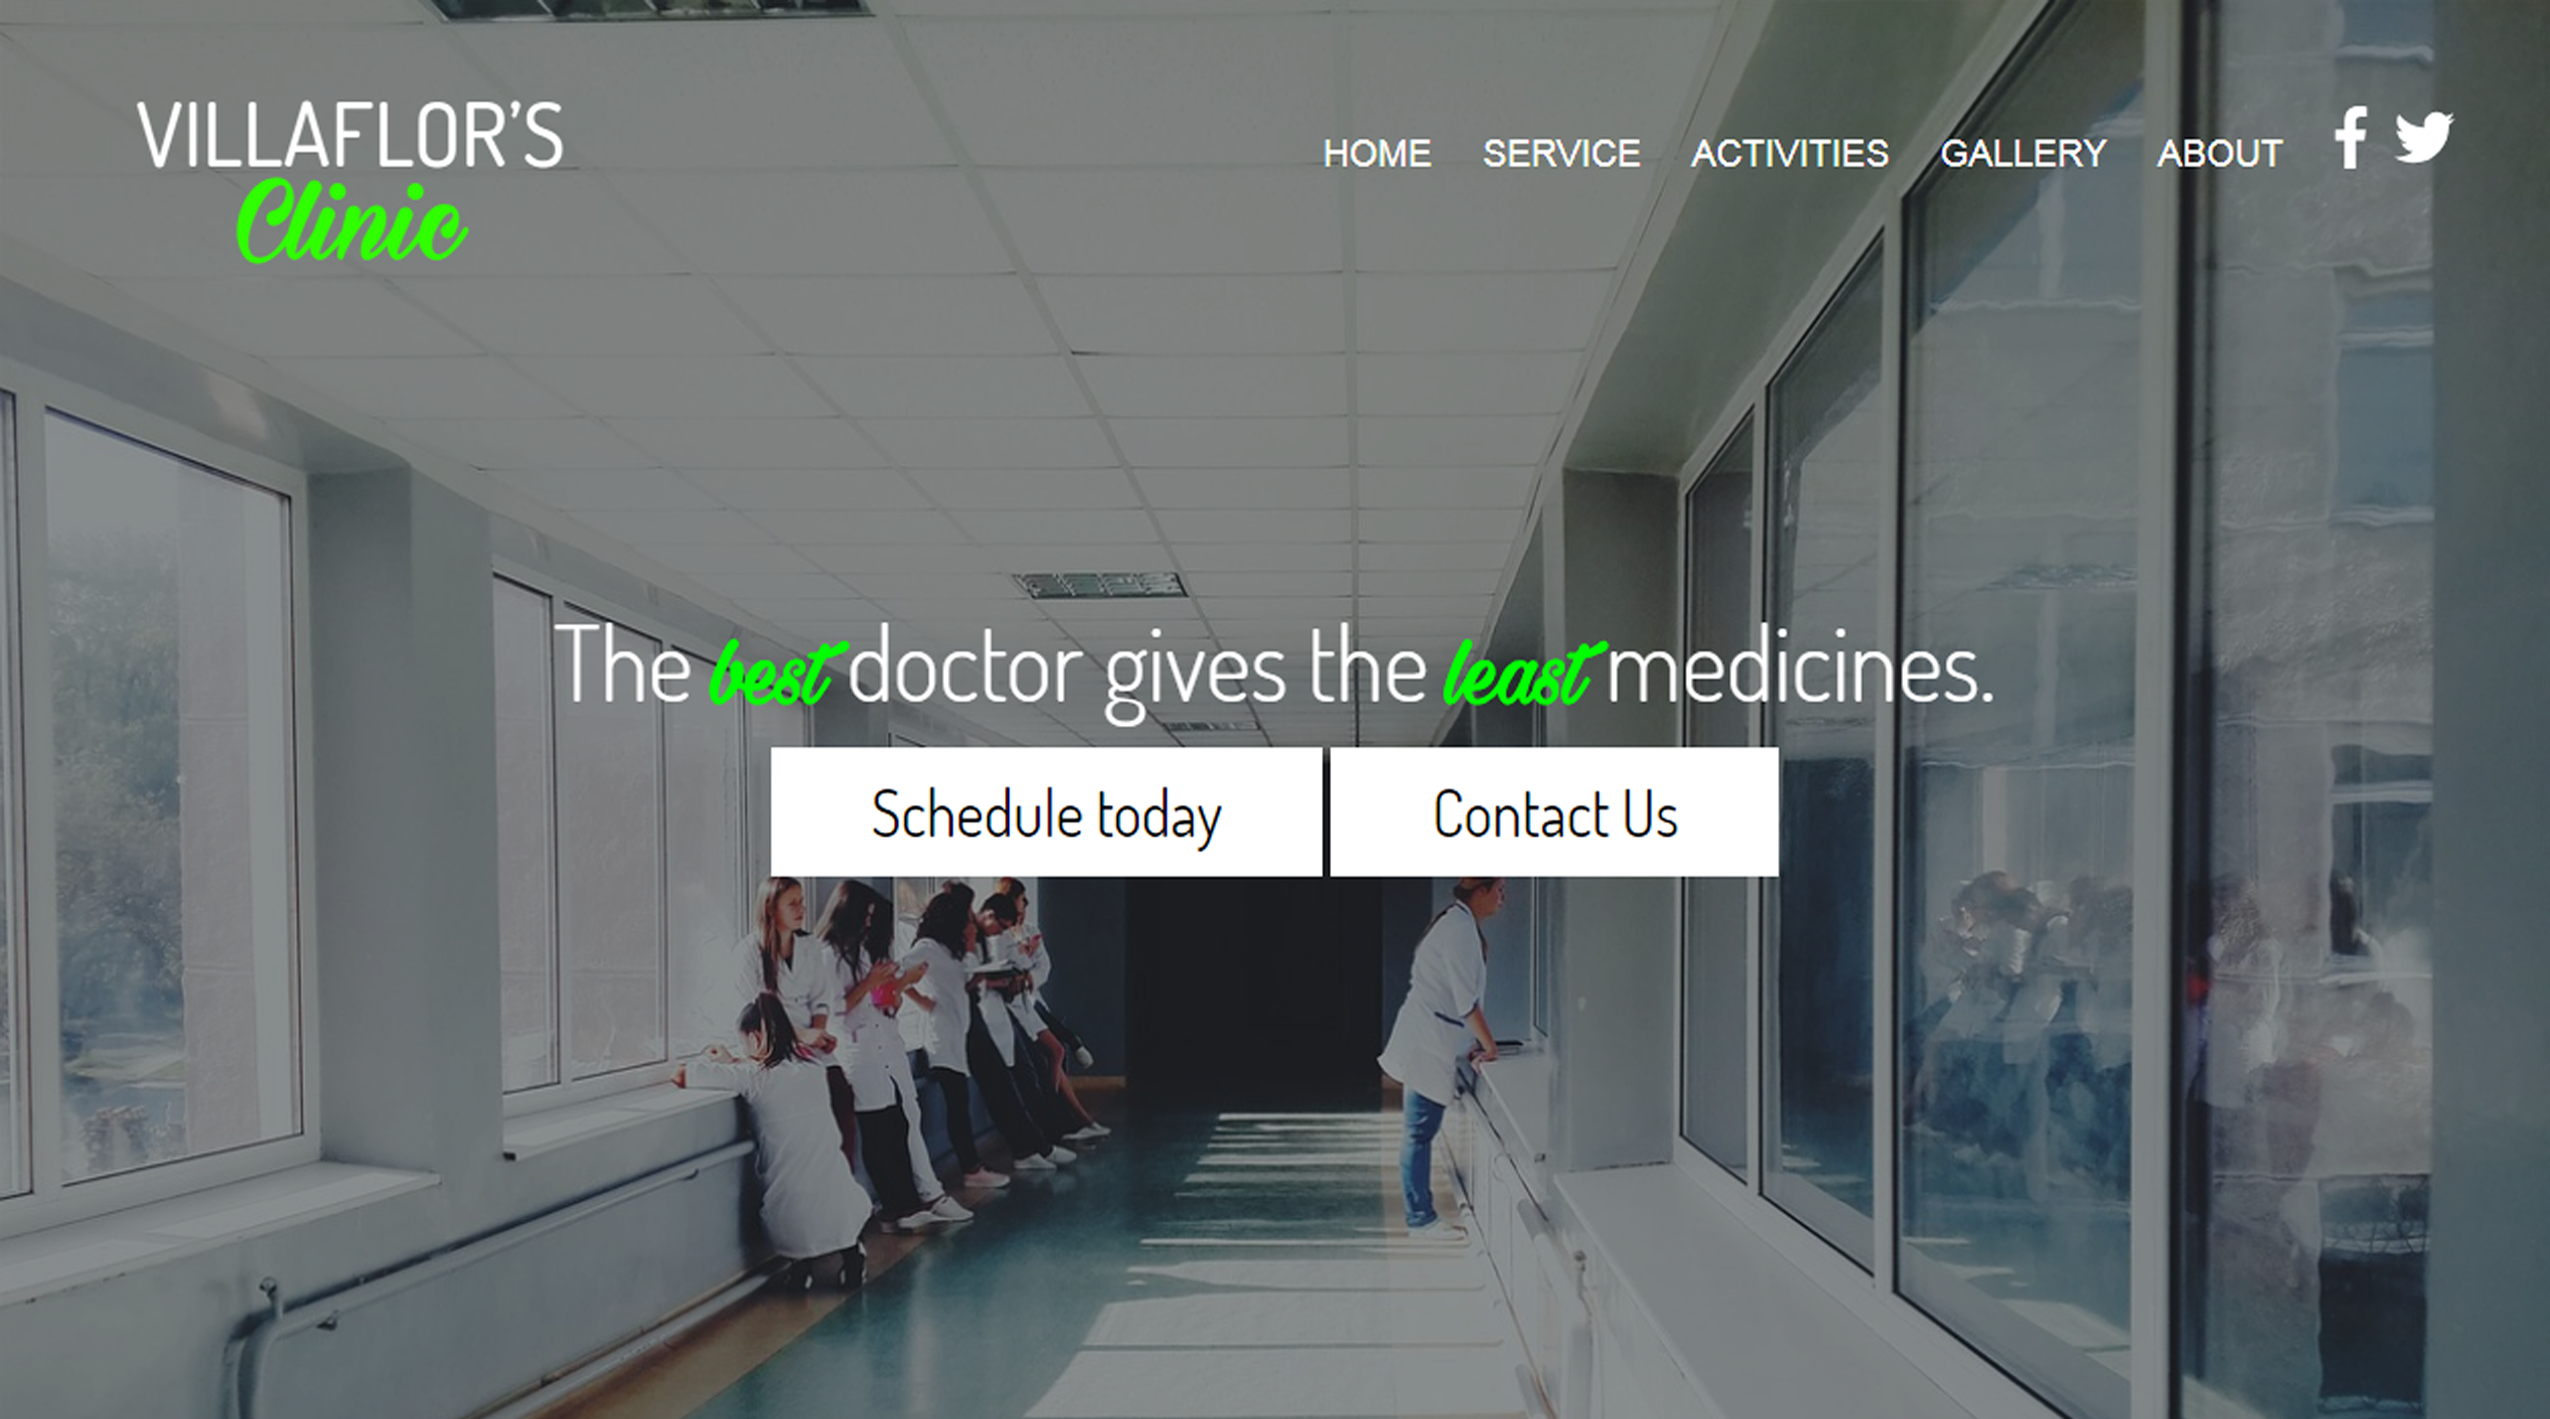 VILLAFLOR'S
Clinic
HOME SERVICE ACTIVITIES GALLERY ABOUT
The best doctor gives the least medicines.
Schedule today Contact Us